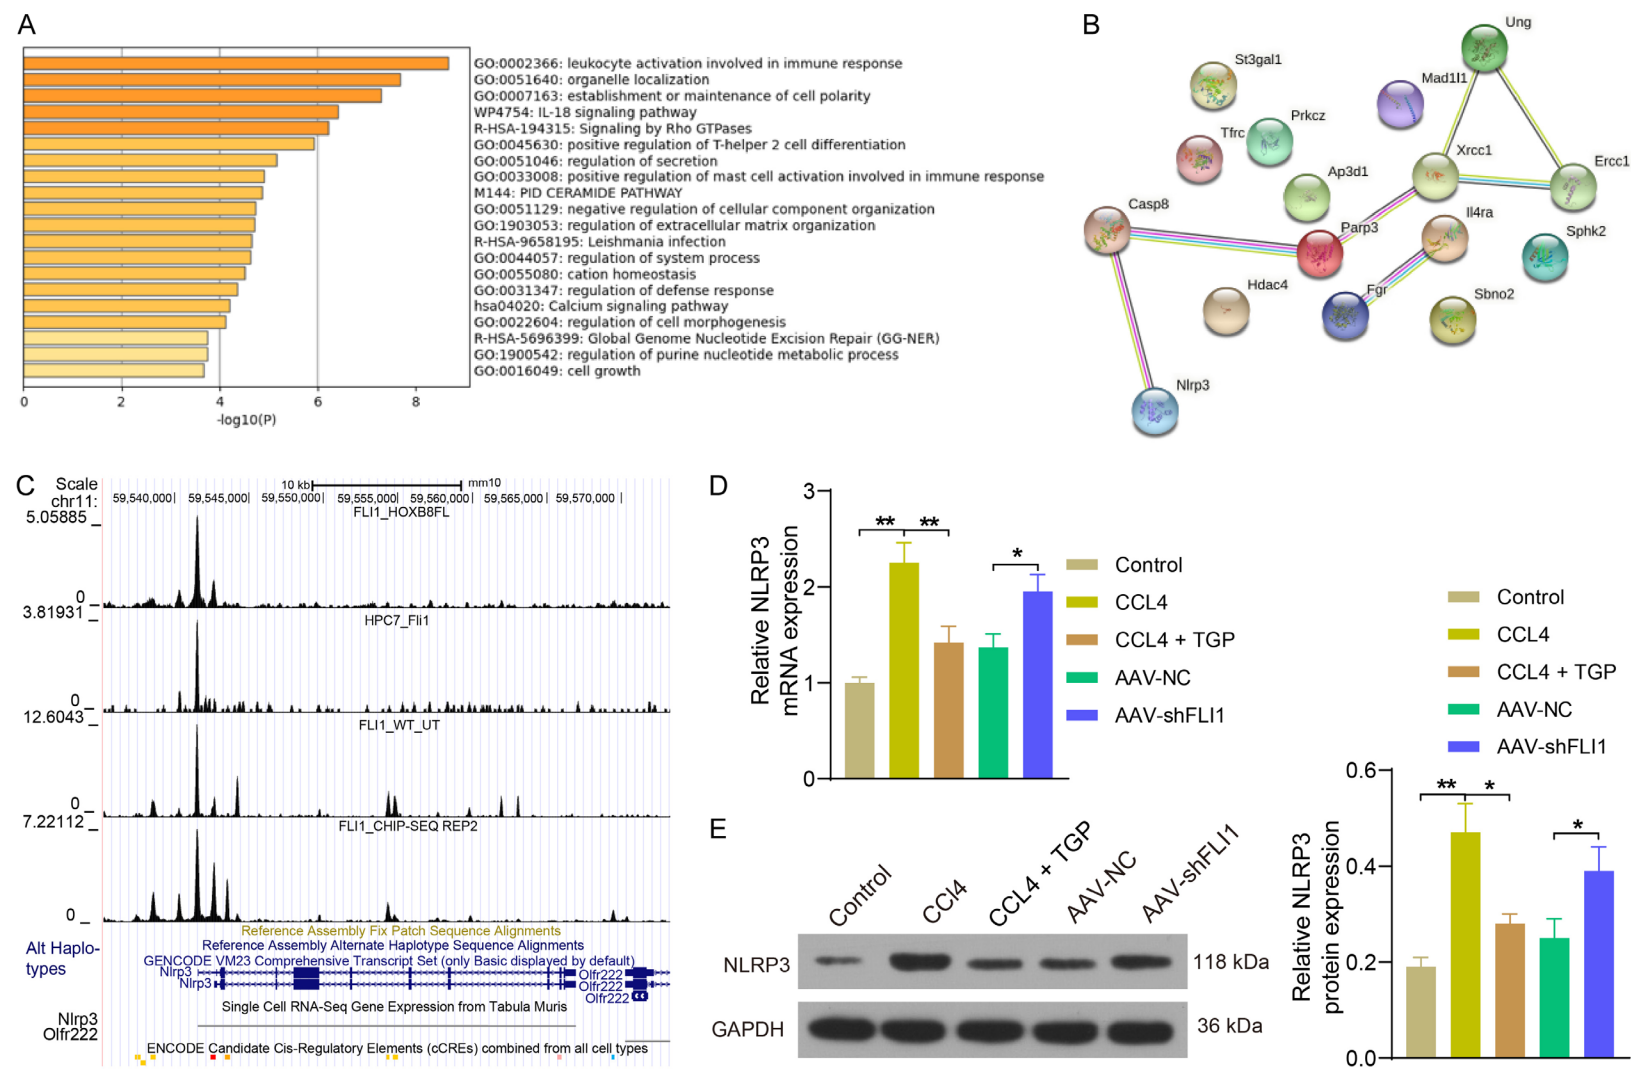 A
GO:0002366: leukocyte activation involved in immune response
GO:0051640: organelle localization
GO:0007163: establishment or maintenance of cell polarity
WP4754: IL-18 signaling pathway
R-HSA-194315: Signaling by Rho GTPases
GO:0045630: positive regulation of T-helper 2 cell differentiation
GO:0051046: regulation of secretion
GO:0033008: positive regulation of mast cell activation involved in immune response
M144: PID CERAMIDE PATHWAY
GO:0051129: negative regulation of cellular component organization
GO:1903053: regulation of extracellular matrix organization
R-HSA-9658195: Leishmania infection
GO:0044057: regulation of system process
GO:0055080: cation homeostasis
GO:0031347: regulation of defense response
hsa04020: Calcium signaling pathway
GO:0022604: regulation of cell morphogenesis
R-HSA-5696399: Global Genome Nucleotide Excision Repair (GG-NER)
GO:1900542: regulation of purine nucleotide metabolic process
GO:0016049: cell growth
0 2 4 6 8
-log10(P)
B
Ung
St3gal1
Mad1l1
Prkcz
Tfrc
Xrcc1
Ercc1
Ap3d1
Casp8
Il4ra
Parp3
Sphk2
Hdac4
Fgr
Sbno2
Nlrp3
C
Scale
10 kb
mm10
chr11:
59,540,000| 59,545,000| 59,550,000| 59,555,000| 59,560,000| 59,565,000| 59,570,000|
FLI1_HOXB8FL
5.05885 _
0 _
HPC7_Fli1
3.81931 _
0 _
FLI1_WT_UT
12.6043 _
0 _
FLI1_CHIP-SEQ REP2
7.22112 _
0 _
Reference Assembly Fix Patch Sequence Alignments
Alt Haplo-
types
Reference Assembly Alternate Haplotype Sequence Alignments
GENCODE VM23 Comprehensive Transcript Set (only Basic displayed by default)
Nlrp3 Olfr222
Nlrp3 Olfr222
Olfr222
Single Cell RNA-Seq Gene Expression from Tabula Muris
Nlrp3
Olfr222
ENCODE Candidate Cis-Regulatory Elements (cCREs) combined from all cell types
D
Relative NLRP3
mRNA expression
3
2
1
0
** ** *
Control
CCL4
CCL4 + TGP
AAV-NC
AAV-shFLI1
E
Control
CCl4
CCL4 + TGP
AAV-NC
AAV-shFLI1
NLRP3 118 kDa
GAPDH 36 kDa
Control
CCL4
CCL4 + TGP
AAV-NC
AAV-shFLI1
Relative NLRP3
protein expression
0.6
0.4
0.2
0.0
** * *